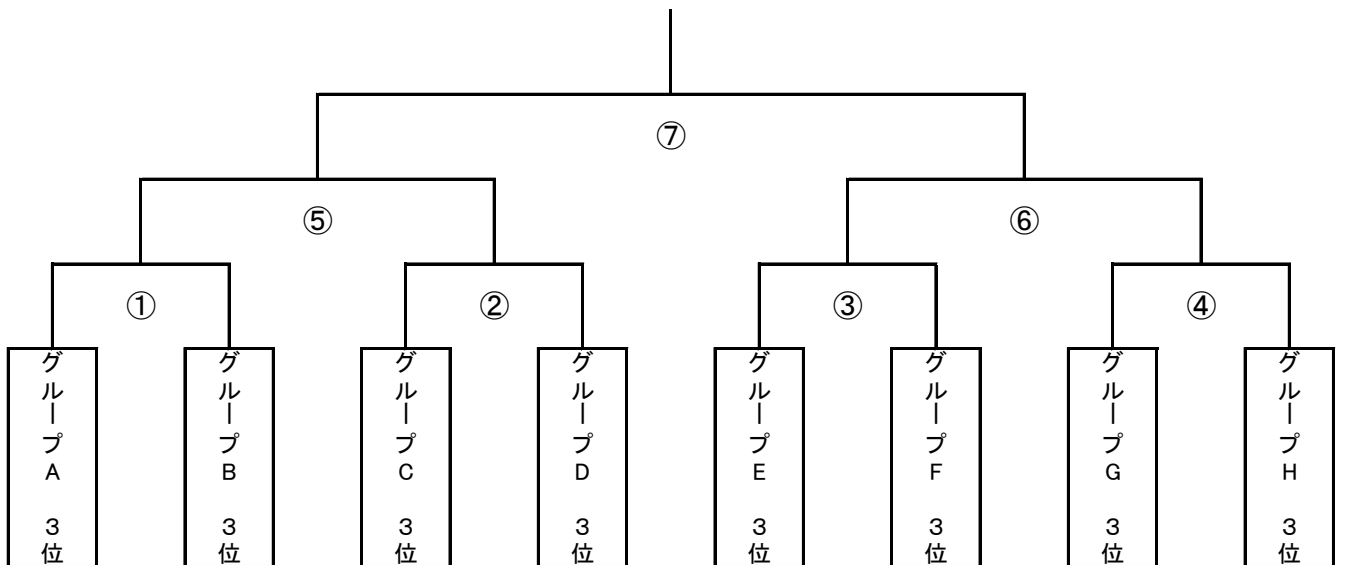 ⑦
⑤
⑥
①
②
③
④
グループA 3位
グループB 3位
グループC 3位
グループD 3位
グループE 3位
グループF 3位
グループG 3位
グループH 3位